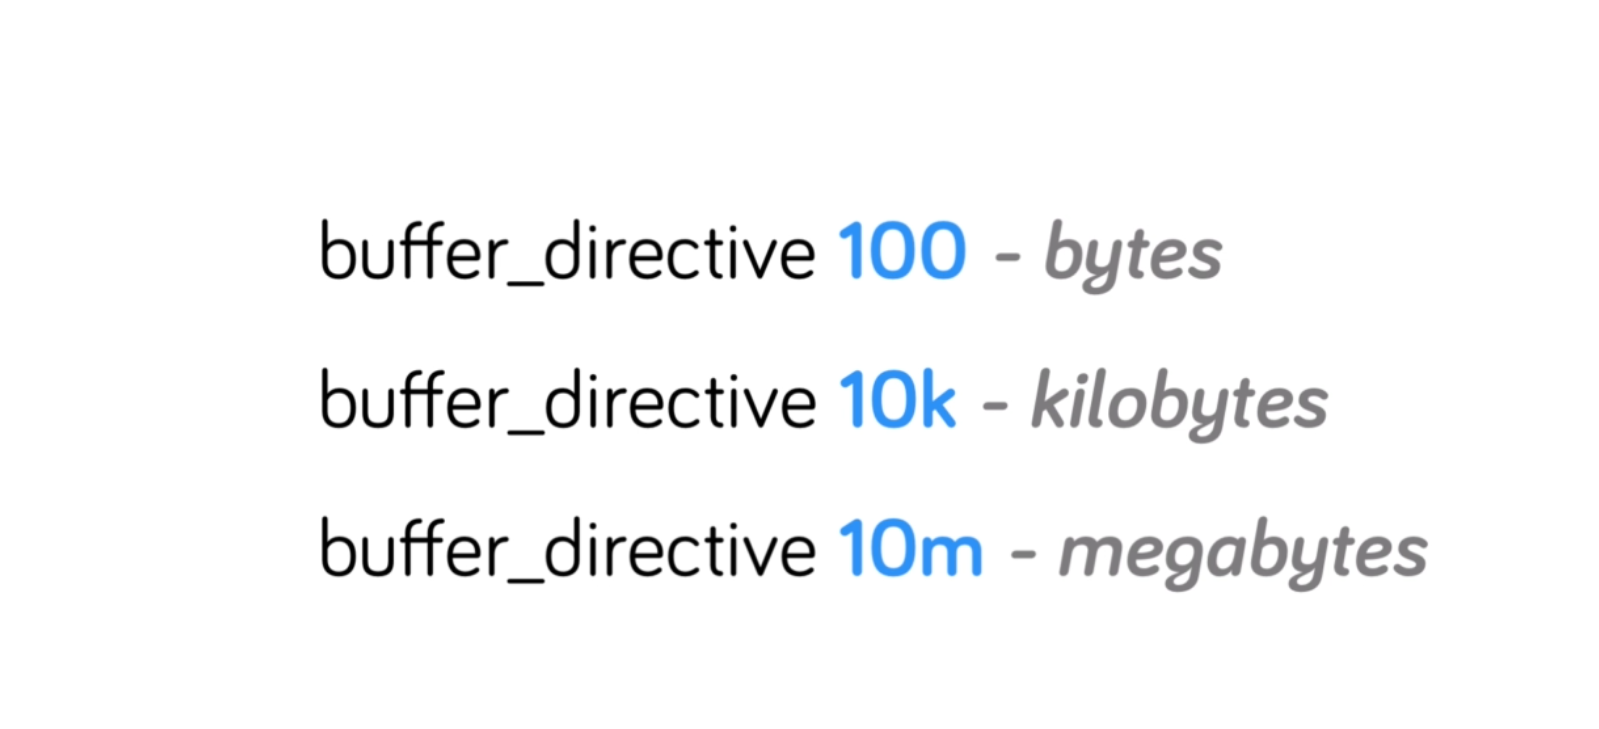 buffer_directive 100 - bytes
buffer_directive 10k - kilobytes
buffer_directive 10m - megabytes